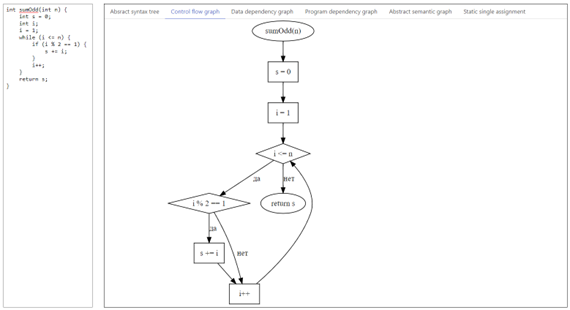 int sumOdd(int n) {
int s = 0;
int i;
i = 1;
while (i <= n) {
if (i % 2 == 1) {
s += i;
}
i++;
}
return s;
}
Absract syntax tree Control flow graph Data dependency graph Program dependency graph Abstract semantic graph Static single assignment
sumOdd(n)
s = 0
i = 1
i <= n
да нет
i % 2 == 1 return s
да
s += i нет
i++